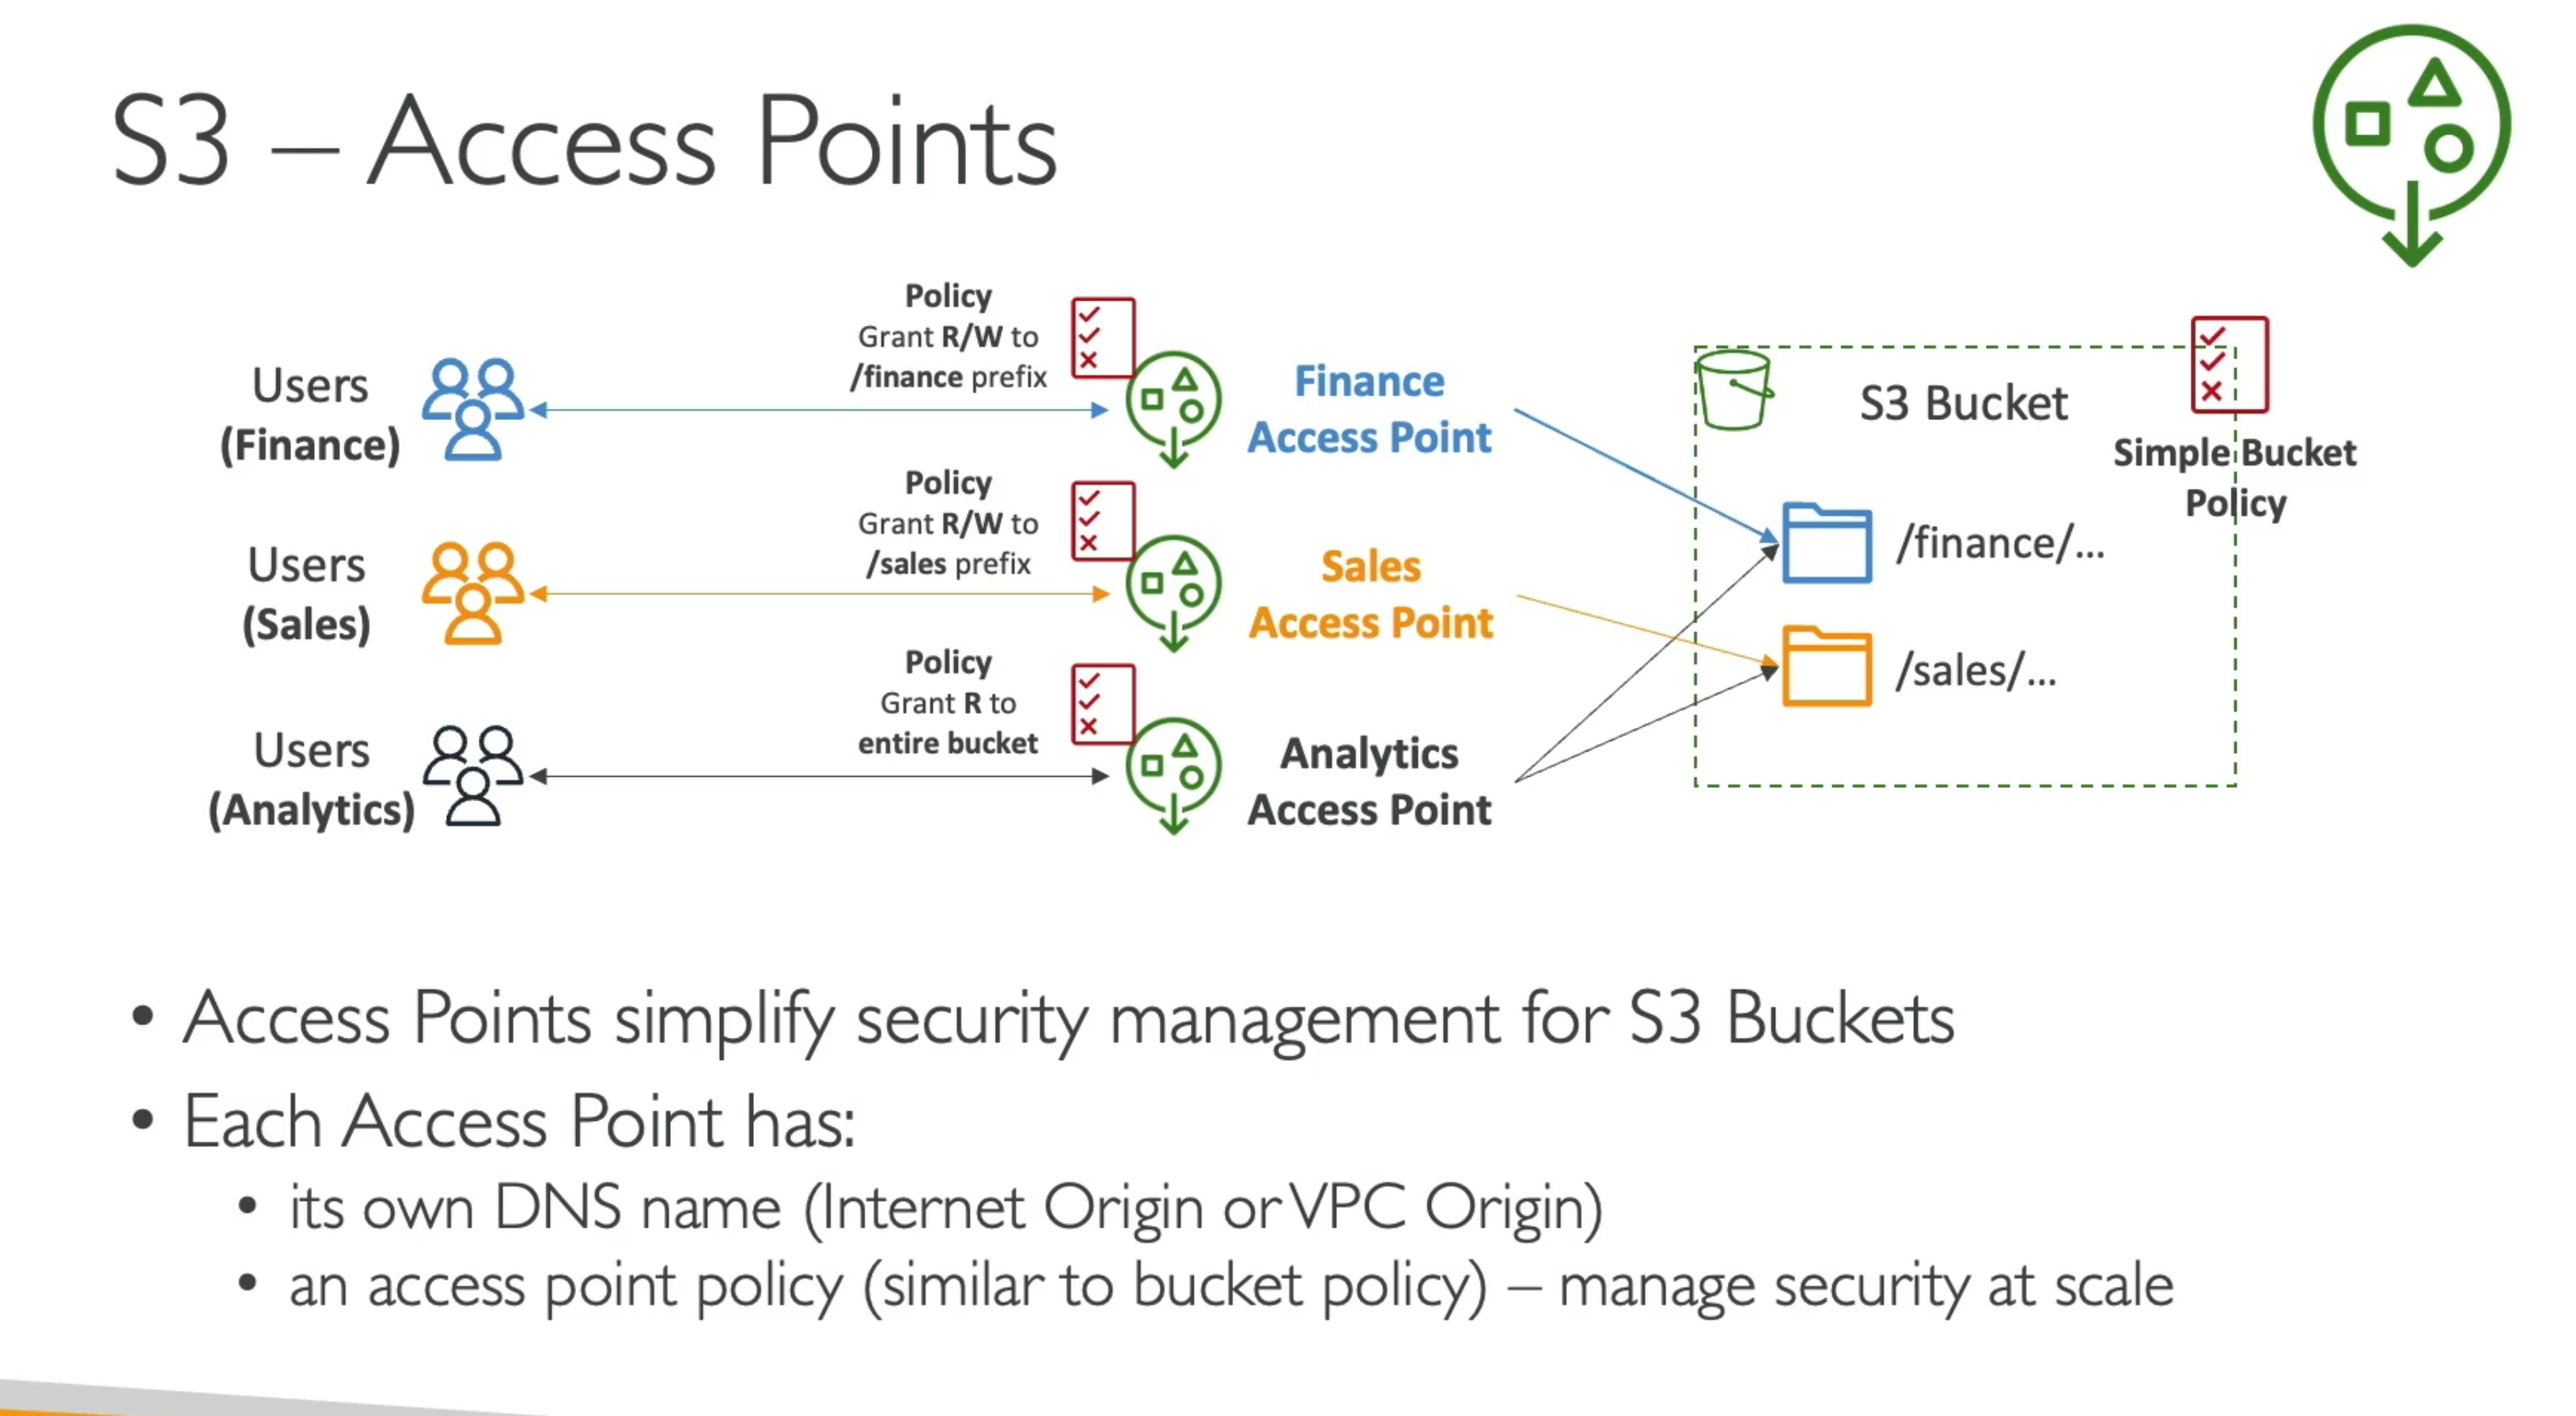 S3 – Access Points
Policy
Grant R/W to
/finance prefix
Users
(Finance)
Finance
Access Point
Policy
Grant R/W to
/sales prefix
Users
(Sales)
Sales
Access Point
Policy
Grant R to
entire bucket
Users
(Analytics)
Analytics
Access Point
S3 Bucket
Simple Bucket
Policy
/finance/...
/sales/...
• Access Points simplify security management for S3 Buckets
• Each Access Point has:
• its own DNS name (Internet Origin or VPC Origin)
• an access point policy (similar to bucket policy) – manage security at scale